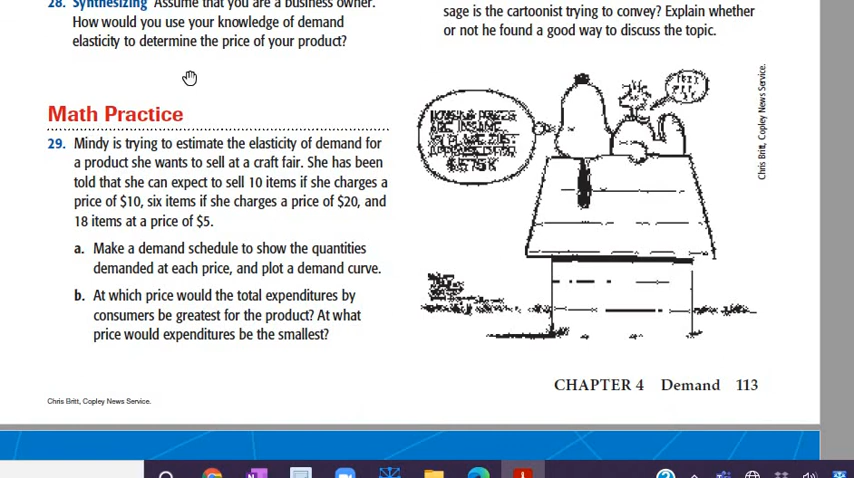 28. Synthesizing Assume that you are a business owner.
How would you use your knowledge of demand
elasticity to determine the price of your product?
Math Practice
29. Mindy is trying to estimate the elasticity of demand for
a product she wants to sell at a craft fair. She has been
told that she can expect to sell 10 items if she charges a
price of $10, six items if she charges a price of $20, and
18 items at a price of $5.
a. Make a demand schedule to show the quantities
demanded at each price, and plot a demand curve.
b. At which price would the total expenditures by
consumers be greatest for the product? At what
price would expenditures be the smallest?
Chris Britt, Copley News Service.
sage is the cartoonist trying to convey? Explain whether
or not he found a good way to discuss the topic.
HOUSING PRICES
ARE INSANE.
APPRAISED FOR
$575K
Chris Britt, Copley News Service.
CHAPTER 4 Demand 113